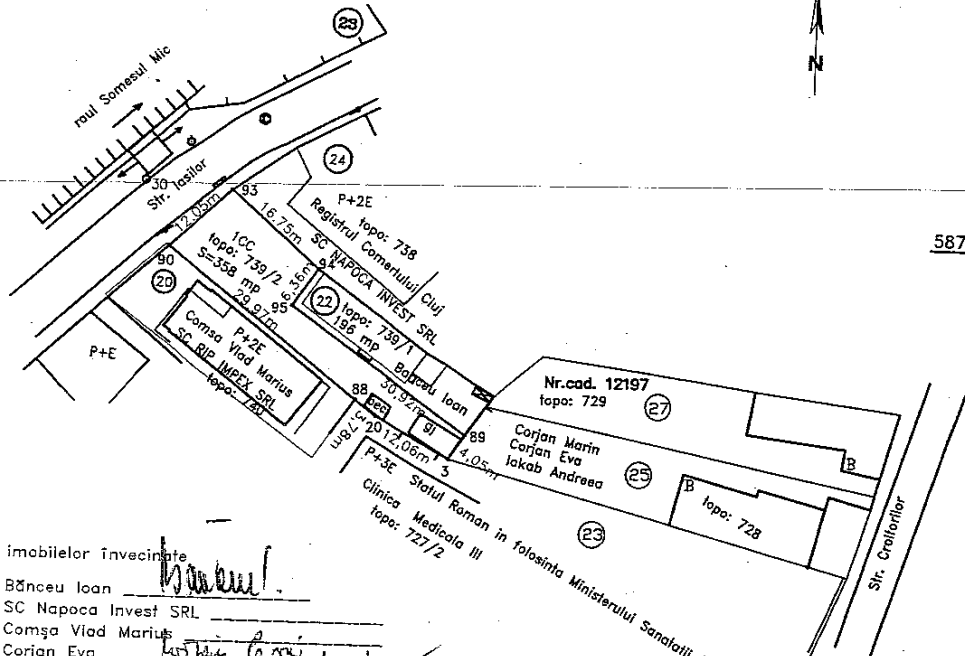 28
raul Somesul Mic
N
24
Str. Iasilor
30
93
12.05m
16.75m
P+2E
topo: 738
Registrul Comertului Cluj
SC NAPOCA INVEST SRL
587
90
20
1CC
topo: 739/2
S=358 mp
29.97m
94
6.36m
95
22
topo: 739/1
196 mp
Banceu Ioan
P+E
P+2E
Comsa Vlad Marius
SC RIP IMPEX SRL
topo: 740
88
30,92m
20
12,06m
gj
89
4,05m
3
Nr.cad. 12197
topo: 729
27
Corjan Marin
Corjan Eva
Iakab Andreea
25
B
B
topo: 728
23
P+3E
Statul Roman in folosinta Ministerului Sanatatii
Clinica Medicala III
topo: 727/2
Str. Croitorilor
imobilelor învecinate
Bănceu Ioan
SC Napoca Invest SRL
Comşa Vlad Marius
Corjan Eva